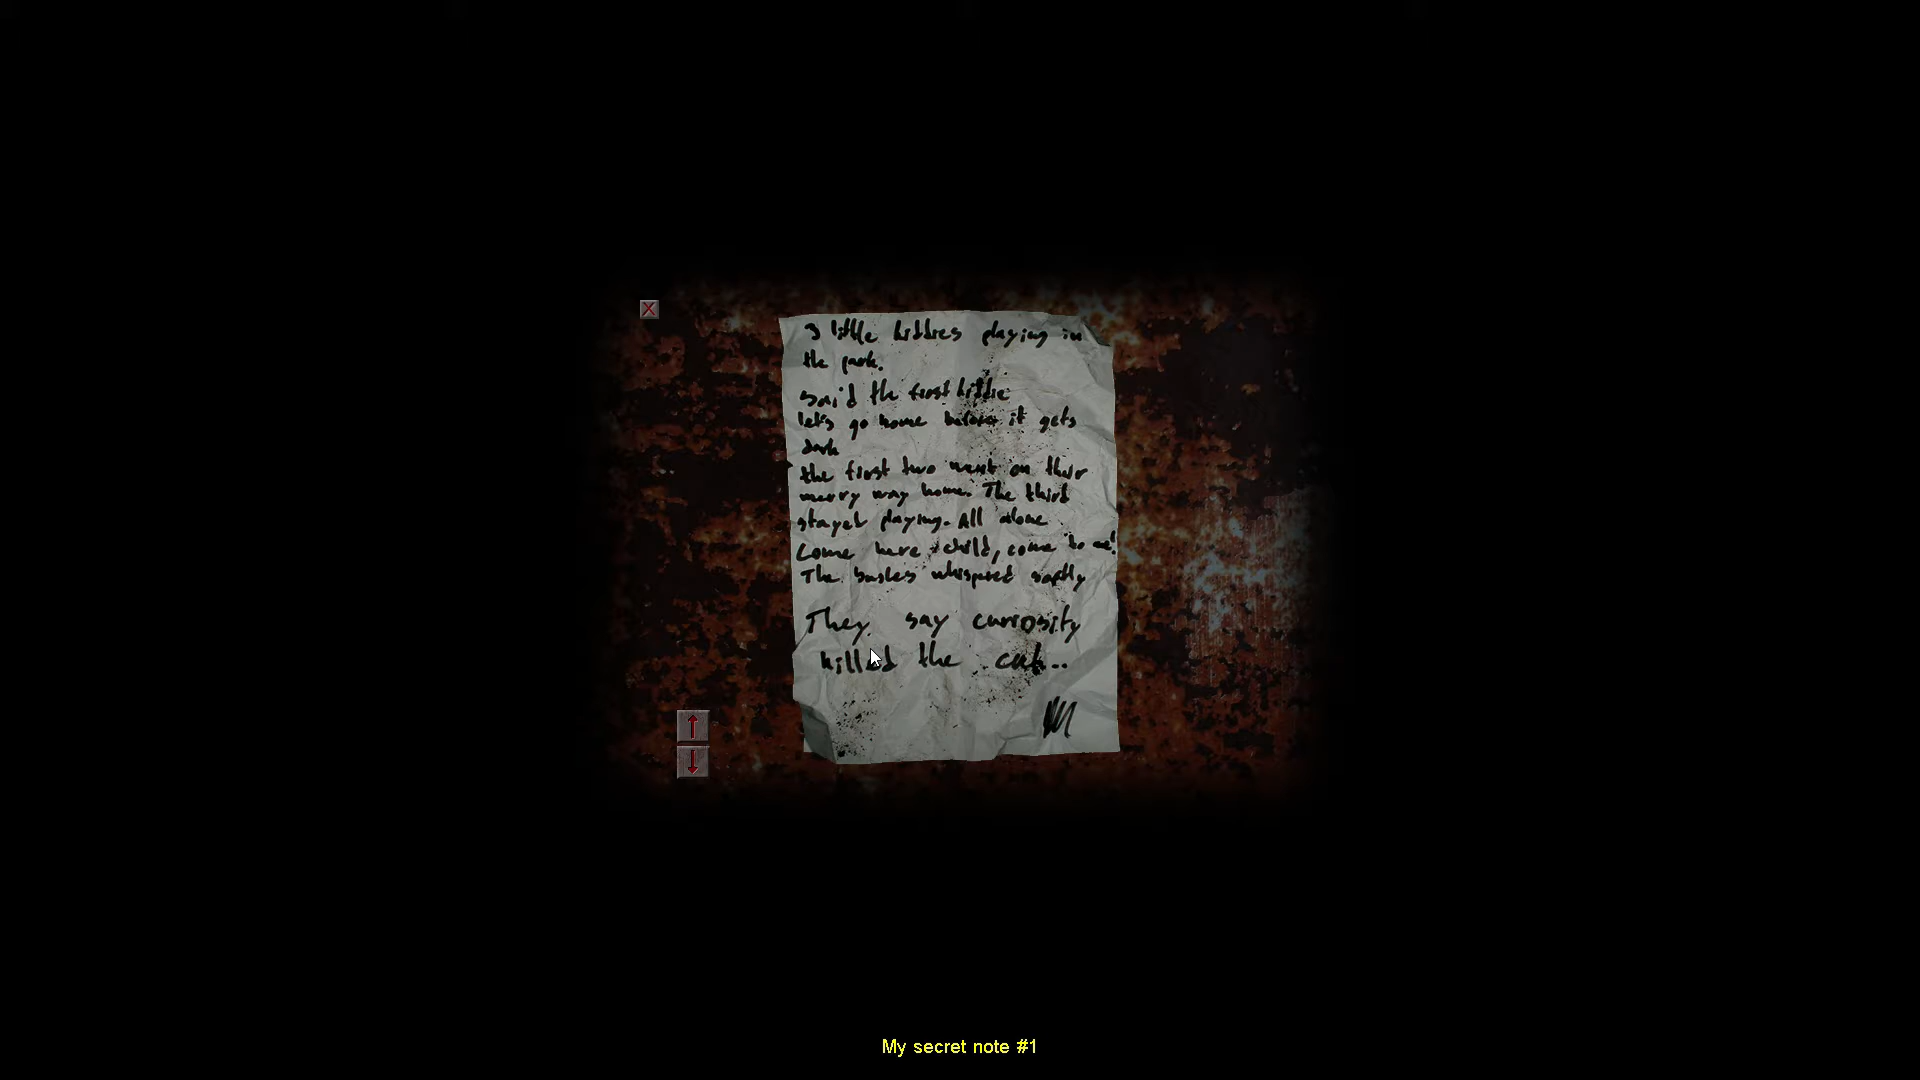 3 little kiddies playing in
the park.
said the first kiddie
let's go home before it gets
dark
the first two went on their
merry way home. The third
stayed playing. All alone
Come here child, come to me!
The bushes whispered softly
They say curiosity
killed the cat..
My secret note #1